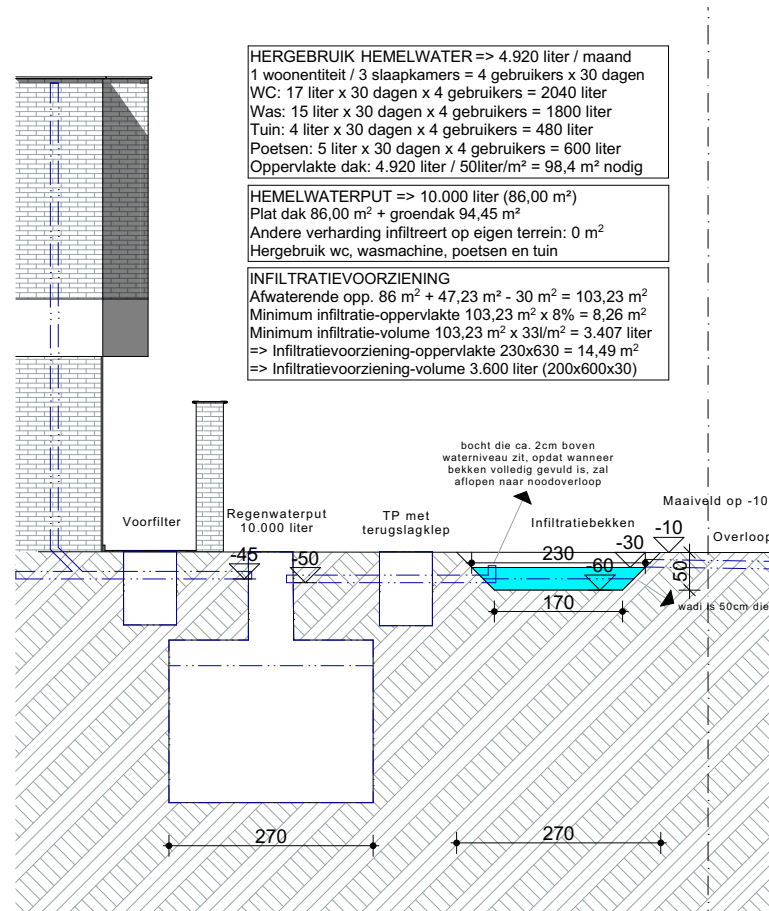 HERGEBRUIK HEMELWATER => 4.920 liter / maand
1 woonentiteit / 3 slaapkamers = 4 gebruikers x 30 dagen
WC: 17 liter x 30 dagen x 4 gebruikers = 2040 liter
Was: 15 liter x 30 dagen x 4 gebruikers = 1800 liter
Tuin: 4 liter x 30 dagen x 4 gebruikers = 480 liter
Poetsen: 5 liter x 30 dagen x 4 gebruikers = 600 liter
Oppervlakte dak: 4.920 liter / 50liter/m² = 98,4 m² nodig
HEMELWATERPUT => 10.000 liter (86,00 m²)
Plat dak 86,00 m² + groendak 94,45 m²
Andere verharding infiltreert op eigen terrein: 0 m²
Hergebruik wc, wasmachine, poetsen en tuin
INFILTRATIEVOORZIENING
Afwaterende opp. 86 m² + 47,23 m² - 30 m² = 103,23 m²
Minimum infiltratie-oppervlakte 103,23 m² x 8% = 8,26 m²
Minimum infiltratie-volume 103,23 m² x 33l/m² = 3.407 liter
=> Infiltratievoorziening-oppervlakte 230x630 = 14,49 m²
=> Infiltratievoorziening-volume 3.600 liter (200x600x30)
bocht die ca. 2cm boven
waterniveau zit, opdat wanneer
bekken volledig gevuld is, zal
aflopen naar noodoverloop
Maaiveld op -10
Voorfilter
Regenwaterput
10.000 liter
TP met
terugslagklep
Infiltratiebekken
-10
Overloop
-45
-50
230
-30
-60
50
170
wadi is 50cm die
270
270